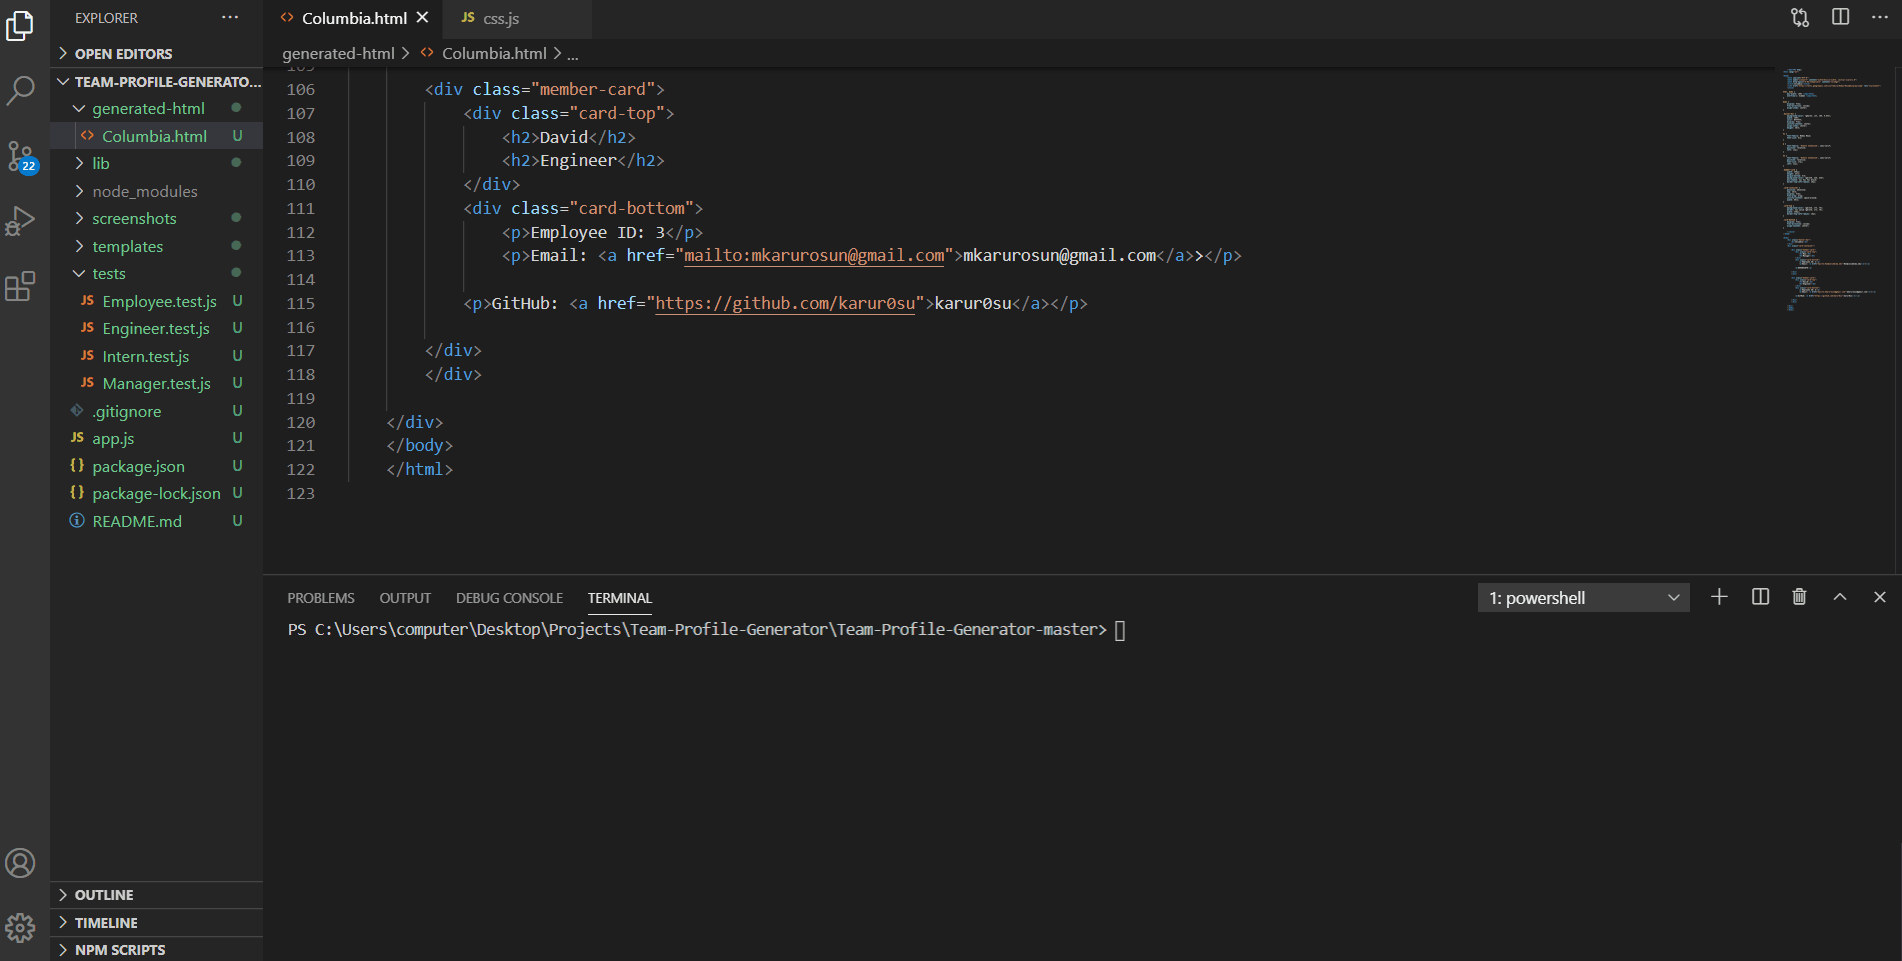 EXPLORER
OPEN EDITORS
TEAM-PROFILE-GENERATO...
generated-html
<> Columbia.html U
lib
node_modules
screenshots
templates
tests
JS Employee.test.js U
JS Engineer.test.js U
JS Intern.test.js U
JS Manager.test.js U
.gitignore U
JS app.js U
{} package.json U
{} package-lock.json U
README.md U
22
OUTLINE
TIMELINE
NPM SCRIPTS
<> Columbia.html
JS css.js
generated-html > <> Columbia.html > ...
106 <div class="member-card">
107 <div class="card-top">
108 <h2>David</h2>
109 <h2>Engineer</h2>
110 </div>
111 <div class="card-bottom">
112 <p>Employee ID: 3</p>
113 <p>Email: <a href="mailto:mkarurosun@gmail.com">mkarurosun@gmail.com</a>></p>
114
115 <p>GitHub: <a href="https://github.com/karur0su">karur0su</a></p>
116
117 </div>
118 </div>
119
120 </div>
121 </body>
122 </html>
123
PROBLEMS OUTPUT DEBUG CONSOLE TERMINAL
1: powershell
PS C:\Users\computer\Desktop\Projects\Team-Profile-Generator\Team-Profile-Generator-master>